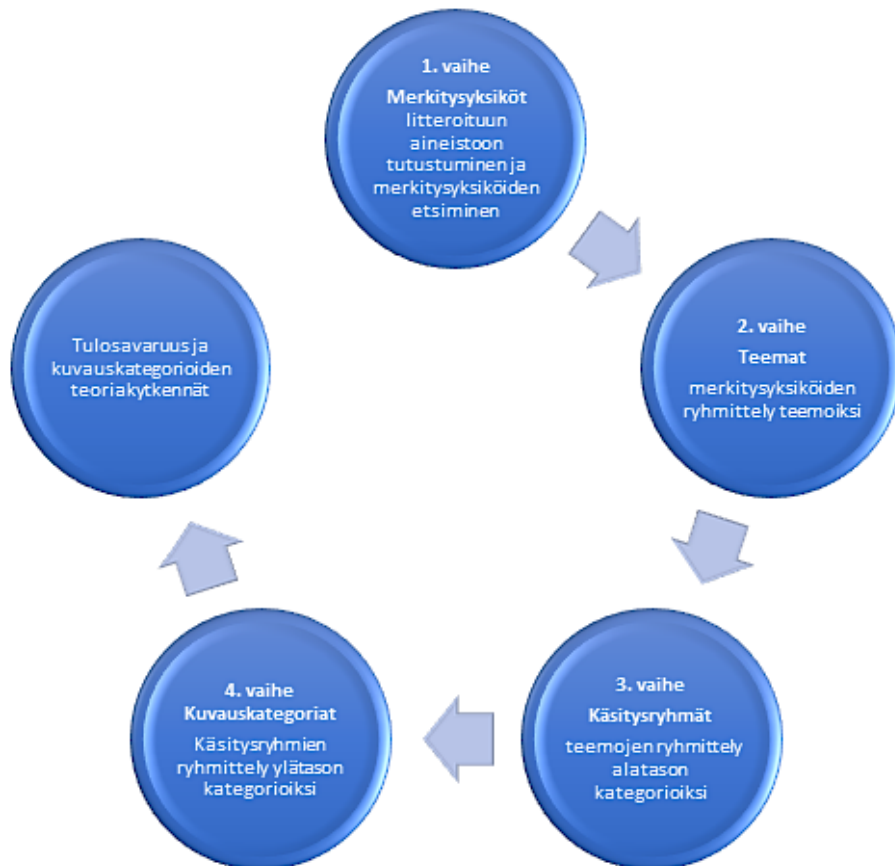 1. vaihe
Merkitysyksiköt
litteroituun
aineistoon
tutustuminen ja
merkitysyksiköiden
etsiminen
2. vaihe
Teemat
merkitysyksiköiden
ryhmittely teemoiksi
3. vaihe
Käsitysryhmät
teemojen ryhmittely
alatason
kategorioiksi
4. vaihe
Kuvauskategoriat
Käsitysryhmien
ryhmittely ylätason
kategorioiksi
Tulosavaruus ja
kuvauskategorioiden
teoriakytkennät